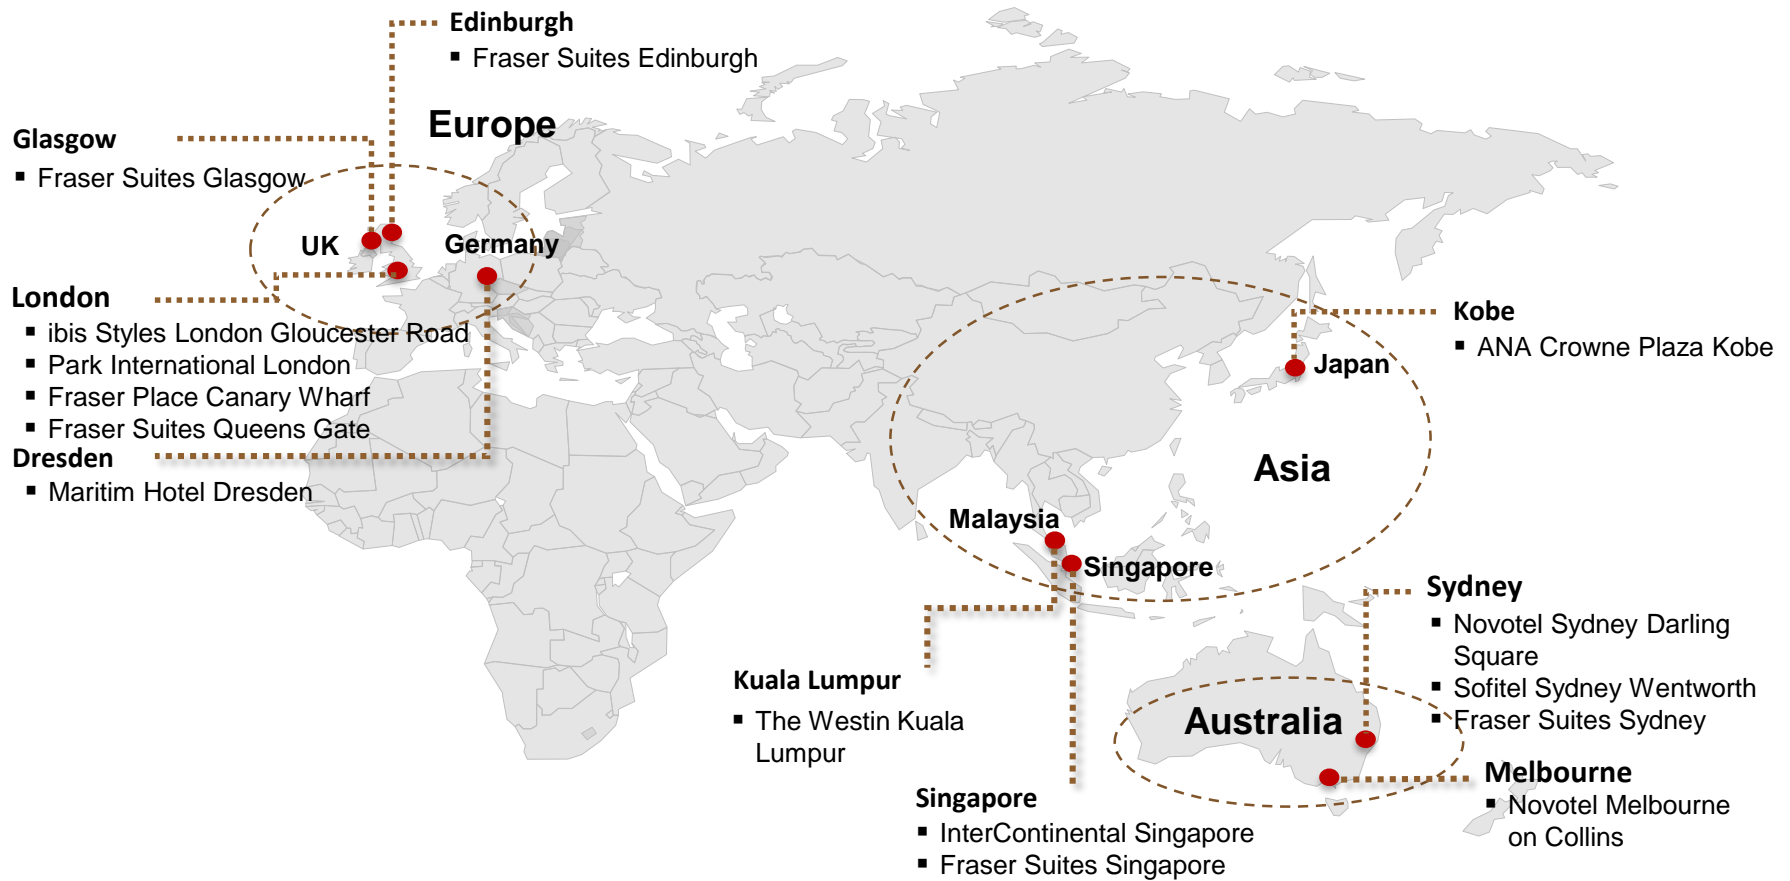 Edinburgh
▪ Fraser Suites Edinburgh
Europe
Glasgow
▪ Fraser Suites Glasgow
UK
Germany
London
▪ ibis Styles London Gloucester Road
▪ Park International London
▪ Fraser Place Canary Wharf
▪ Fraser Suites Queens Gate
Dresden
▪ Maritim Hotel Dresden
Kobe
▪ ANA Crowne Plaza Kobe
Japan
Asia
Malaysia
Singapore
Kuala Lumpur
▪ The Westin Kuala
Lumpur
Singapore
▪ InterContinental Singapore
▪ Fraser Suites Singapore
Sydney
▪ Novotel Sydney Darling
Square
▪ Sofitel Sydney Wentworth
▪ Fraser Suites Sydney
Australia
Melbourne
▪ Novotel Melbourne
on Collins